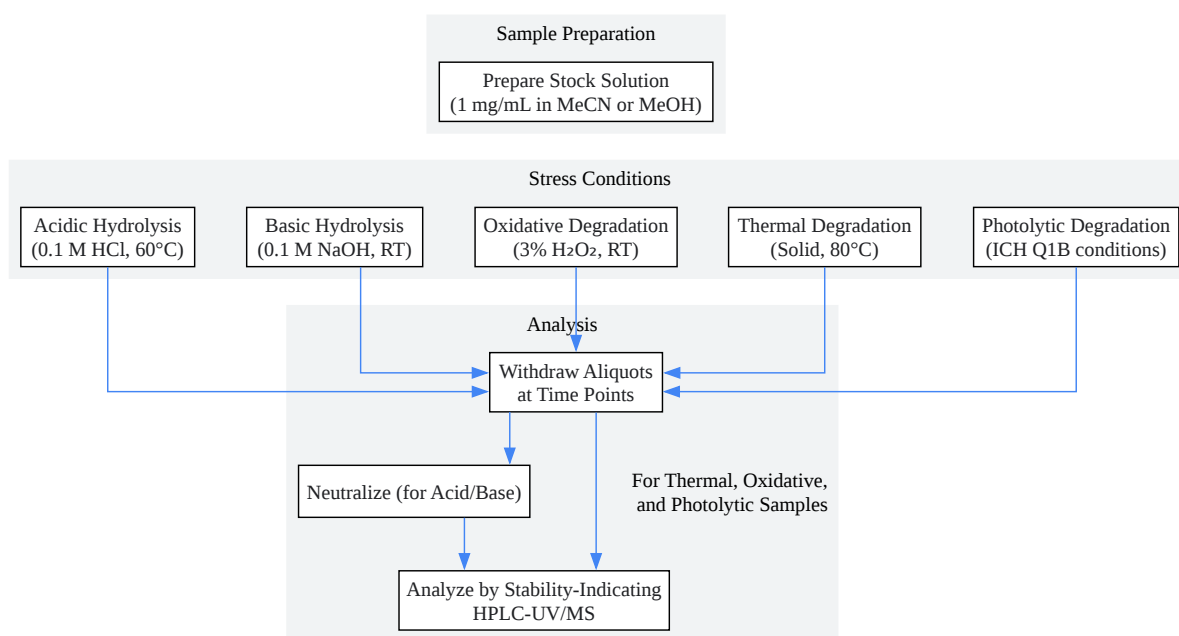 Sample Preparation
Prepare Stock Solution
(1 mg/mL in MeCN or MeOH)
Stress Conditions
Acidic Hydrolysis
(0.1 M HCl, 60°C)
Basic Hydrolysis
(0.1 M NaOH, RT)
Oxidative Degradation
(3% H₂O₂, RT)
Thermal Degradation
(Solid, 80°C)
Photolytic Degradation
(ICH Q1B conditions)
Analysis
Withdraw Aliquots
at Time Points
Neutralize (for Acid/Base)
For Thermal, Oxidative,
and Photolytic Samples
Analyze by Stability-Indicating
HPLC-UV/MS